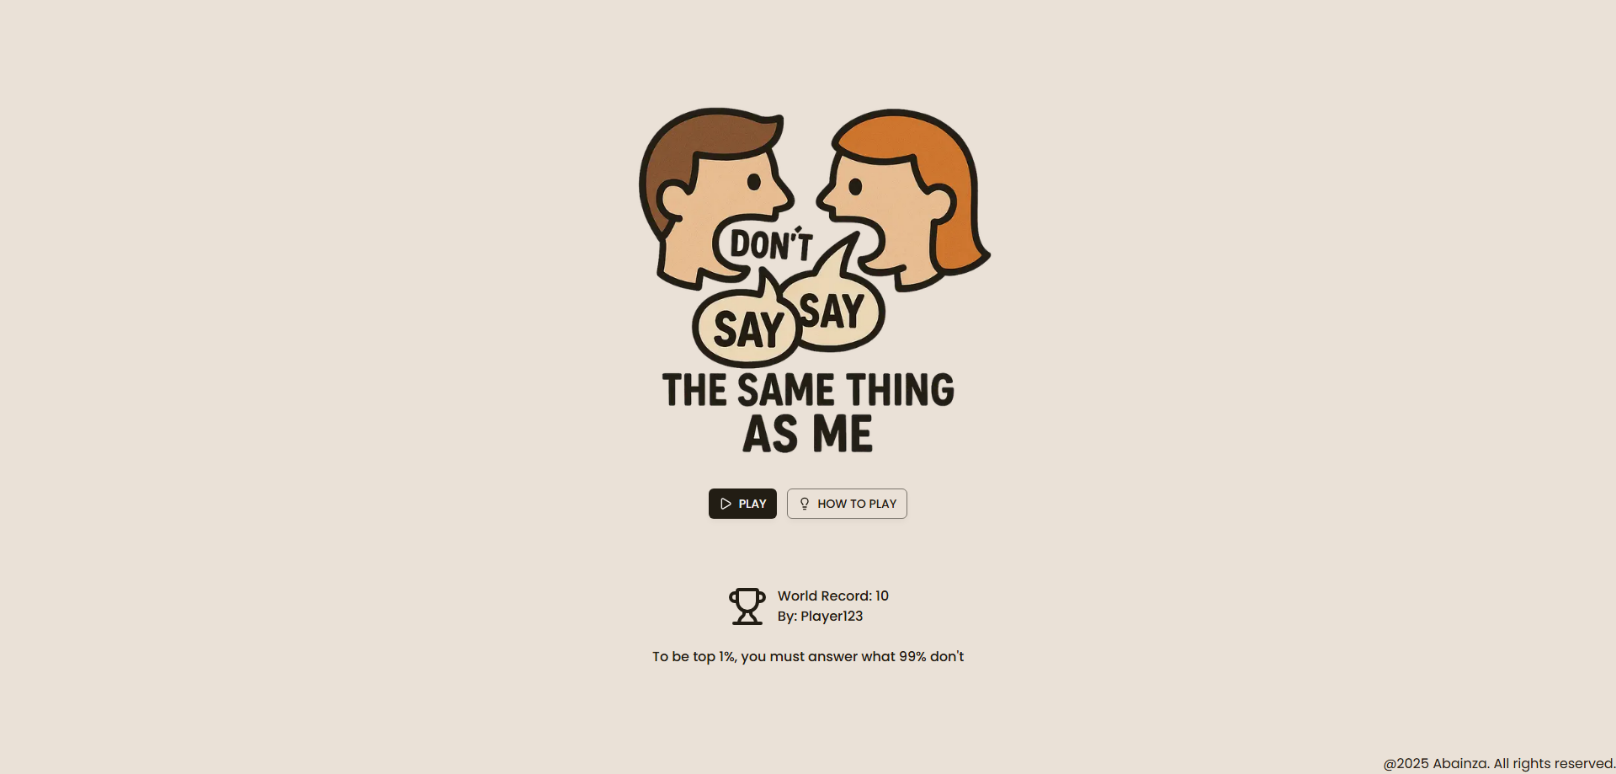 DON'T
SAY SAY
THE SAME THING
AS ME
PLAY
HOW TO PLAY
World Record: 10
By: Player123
To be top 1%, you must answer what 99% don't
@2025 Abainza. All rights reserved.